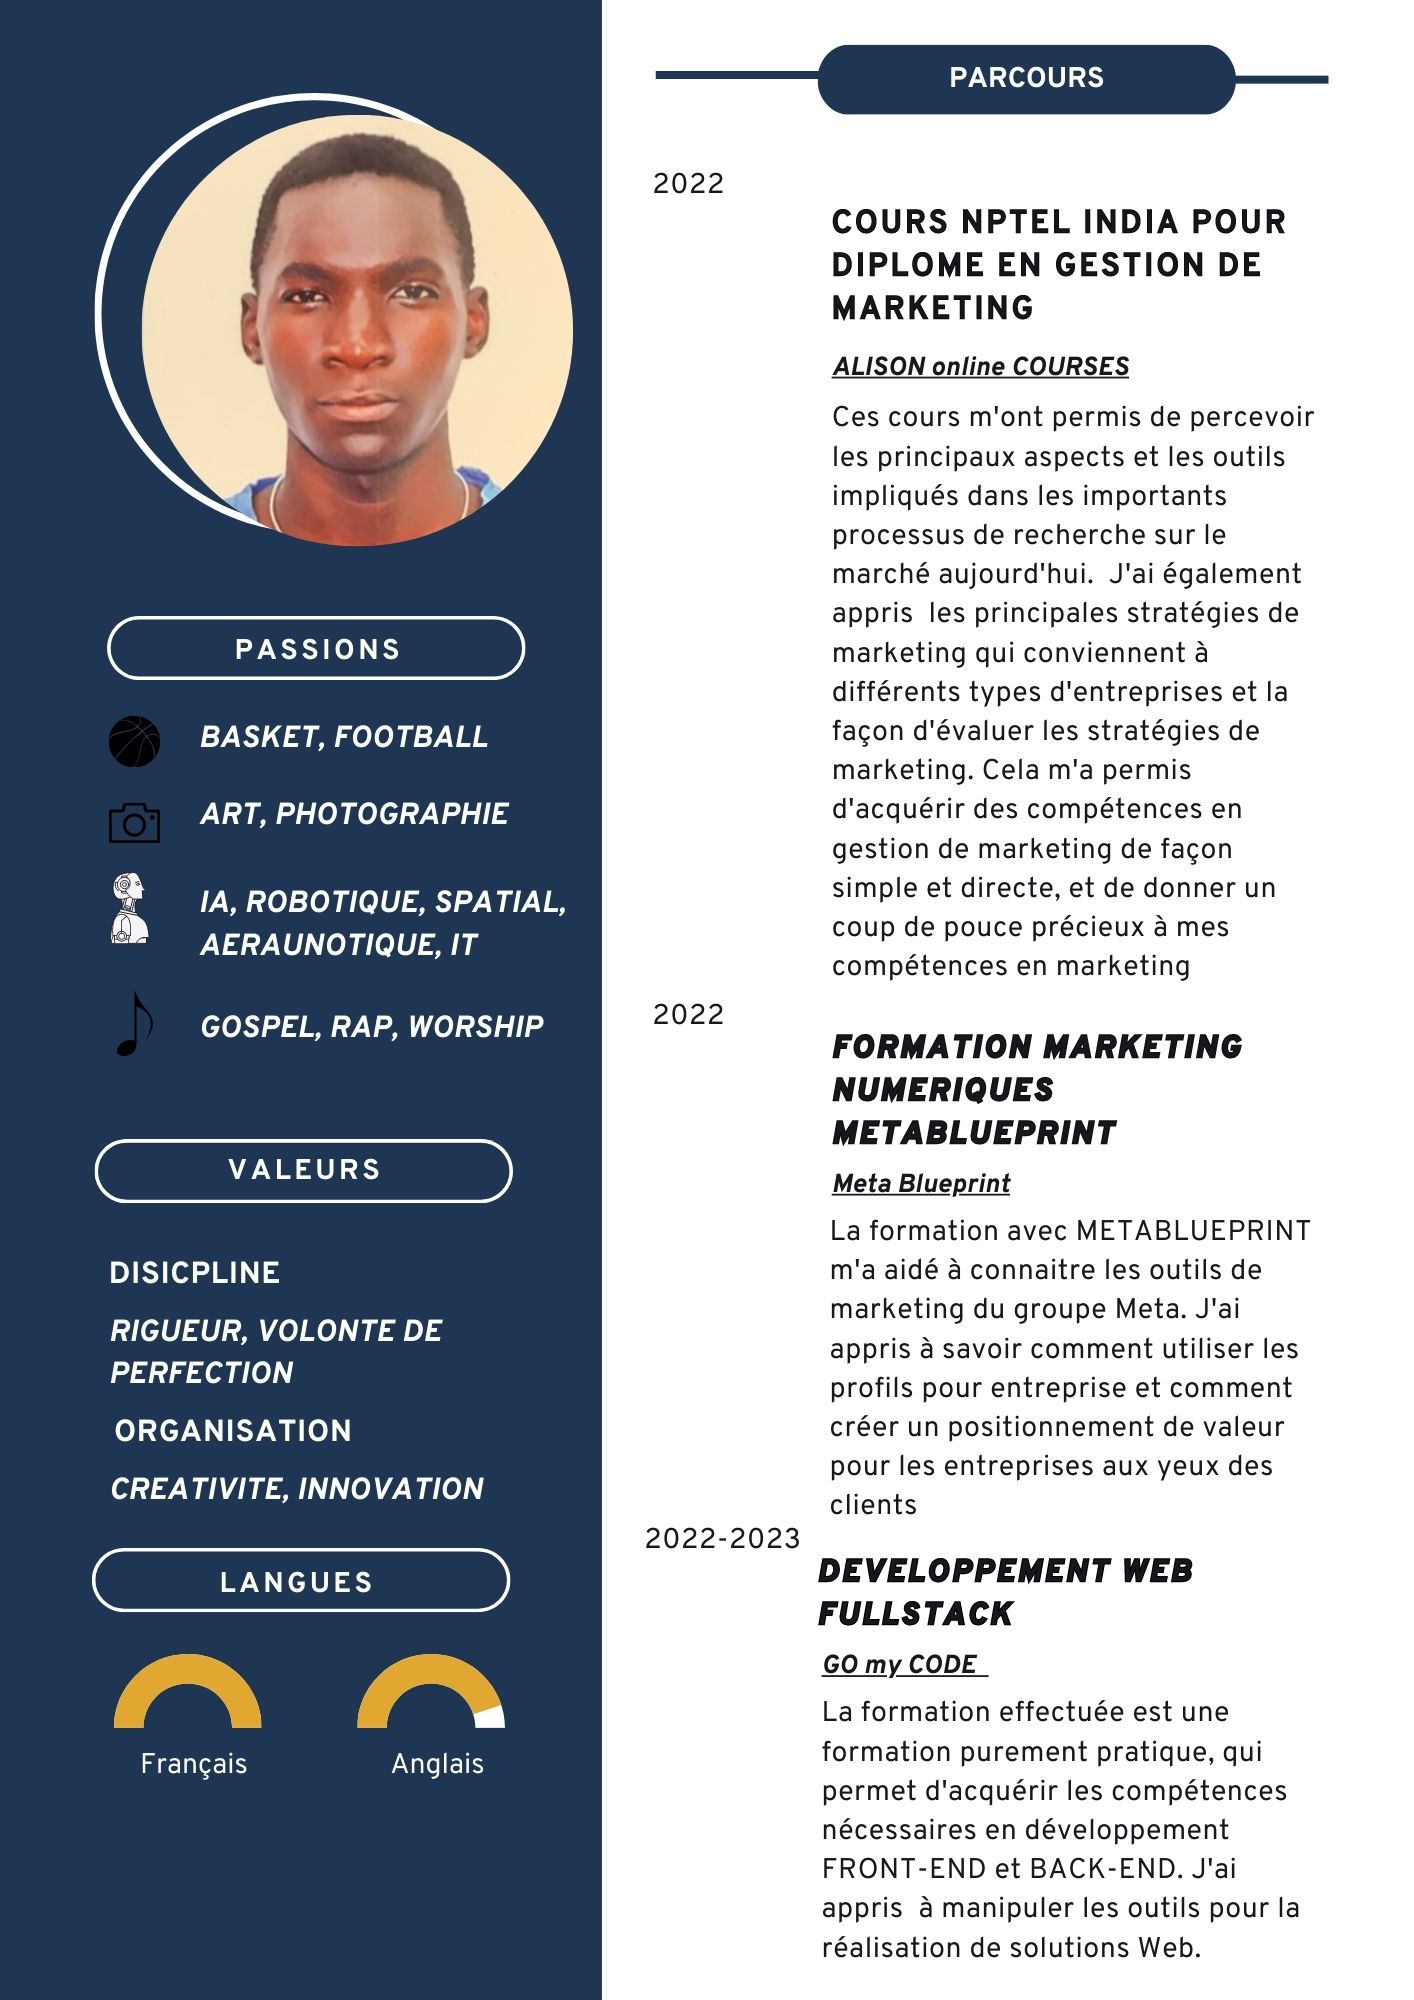 PASSIONS
BASKET, FOOTBALL
ART, PHOTOGRAPHIE
IA, ROBOTIQUE, SPATIAL,
AERAUNOTIQUE, IT
GOSPEL, RAP, WORSHIP
VALEURS
DISICPLINE
RIGUEUR, VOLONTE DE
PERFECTION
ORGANISATION
CREATIVITE, INNOVATION
LANGUES
Français
Anglais
PARCOURS
2022
COURS NPTEL INDIA POUR
DIPLOME EN GESTION DE
MARKETING
ALISON online COURSES
Ces cours m'ont permis de percevoir
les principaux aspects et les outils
impliqués dans les importants
processus de recherche sur le
marché aujourd'hui.  J'ai également
appris  les principales stratégies de
marketing qui conviennent à
différents types d'entreprises et la
façon d'évaluer les stratégies de
marketing. Cela m'a permis
d'acquérir des compétences en
gestion de marketing de façon
simple et directe, et de donner un
coup de pouce précieux à mes
compétences en marketing
2022
FORMATION MARKETING
NUMERIQUES
METABLUEPRINT
Meta Blueprint
La formation avec METABLUEPRINT
m'a aidé à connaitre les outils de
marketing du groupe Meta. J'ai
appris à savoir comment utiliser les
profils pour entreprise et comment
créer un positionnement de valeur
pour les entreprises aux yeux des
clients
2022-2023
DEVELOPPEMENT WEB
FULLSTACK
GO my CODE
La formation effectuée est une
formation purement pratique, qui
permet d'acquérir les compétences
nécessaires en développement
FRONT-END et BACK-END. J'ai
appris  à manipuler les outils pour la
réalisation de solutions Web.